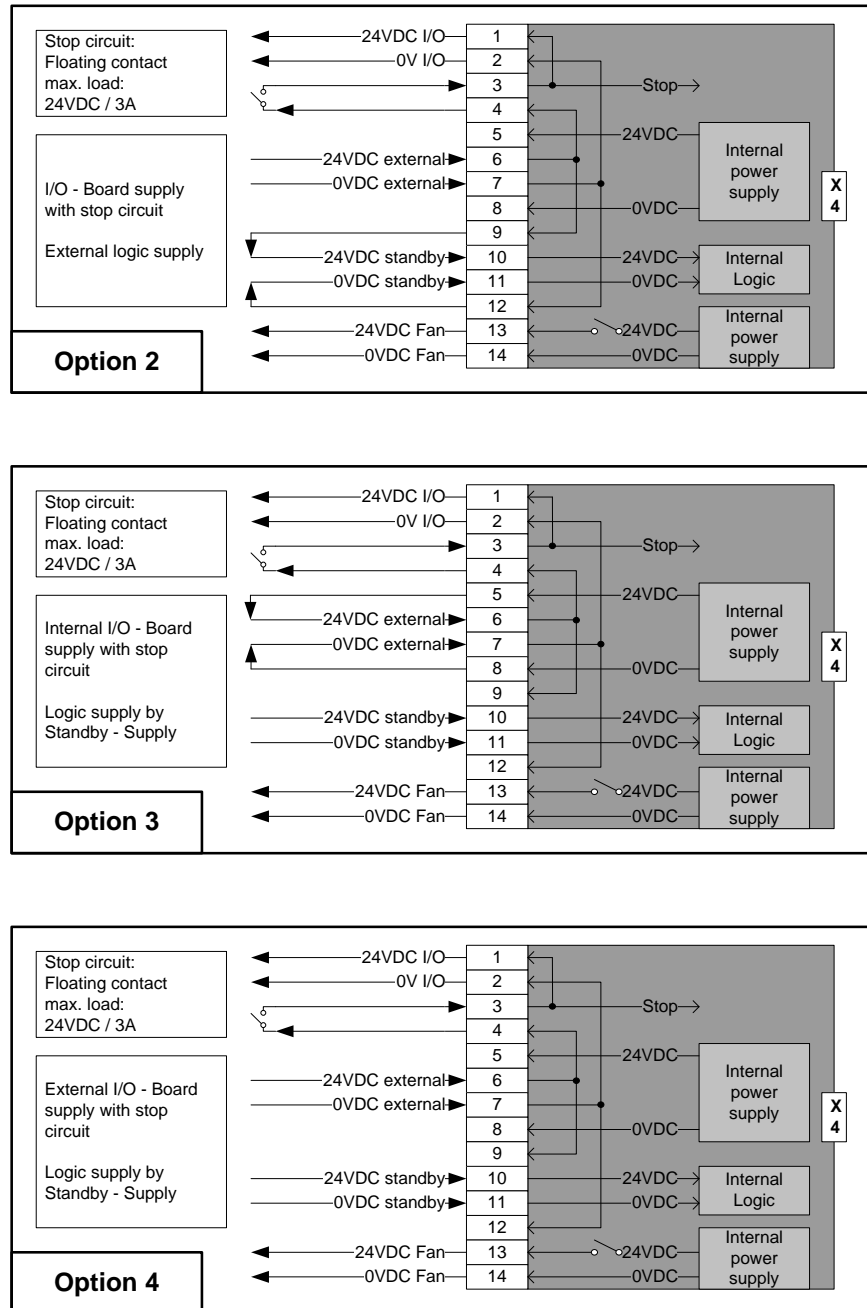 Stop circuit:
Floating contact
max. load:
24VDC / 3A
I/O - Board supply
with stop circuit
External logic supply
Option 2
24VDC I/O
0V I/O
24VDC external
0VDC external
24VDC standby
0VDC standby
24VDC Fan
0VDC Fan
1
2
3
4
5
6
7
8
9
10
11
12
13
14
Stop
24VDC
0VDC
24VDC
0VDC
24VDC
0VDC
Internal
power
supply
Internal
Logic
Internal
power
supply
X
4
Stop circuit:
Floating contact
max. load:
24VDC / 3A
Internal I/O - Board
supply with stop
circuit
Logic supply by
Standby - Supply
Option 3
24VDC I/O
0V I/O
24VDC external
0VDC external
24VDC standby
0VDC standby
24VDC Fan
0VDC Fan
1
2
3
4
5
6
7
8
9
10
11
12
13
14
Stop
24VDC
0VDC
24VDC
0VDC
24VDC
0VDC
Internal
power
supply
Internal
Logic
Internal
power
supply
X
4
Stop circuit:
Floating contact
max. load:
24VDC / 3A
External I/O - Board
supply with stop
circuit
Logic supply by
Standby - Supply
Option 4
24VDC I/O
0V I/O
24VDC external
0VDC external
24VDC standby
0VDC standby
24VDC Fan
0VDC Fan
1
2
3
4
5
6
7
8
9
10
11
12
13
14
Stop
24VDC
0VDC
24VDC
0VDC
24VDC
0VDC
Internal
power
supply
Internal
Logic
Internal
power
supply
X
4